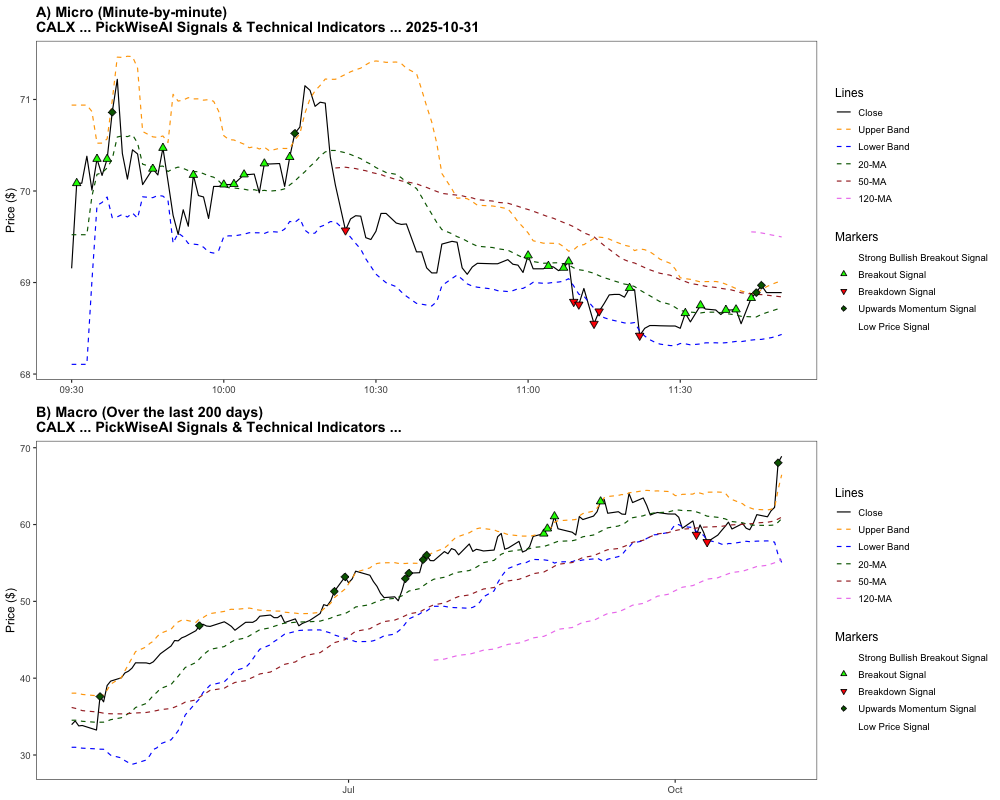 A) Micro (Minute-by-minute)
CALX ... PickWiseAI Signals & Technical Indicators ... 2025-10-31
Price ($)
71
70
69
68
09:30
10:00
10:30
11:00
11:30
Lines
Close
Upper Band
Lower Band
20-MA
50-MA
120-MA
Markers
Strong Bullish Breakout Signal
Breakout Signal
Breakdown Signal
Upwards Momentum Signal
Low Price Signal
B) Macro (Over the last 200 days)
CALX ... PickWiseAI Signals & Technical Indicators ...
Price ($)
70
60
50
40
30
Jul
Oct
Lines
Close
Upper Band
Lower Band
20-MA
50-MA
120-MA
Markers
Strong Bullish Breakout Signal
Breakout Signal
Breakdown Signal
Upwards Momentum Signal
Low Price Signal